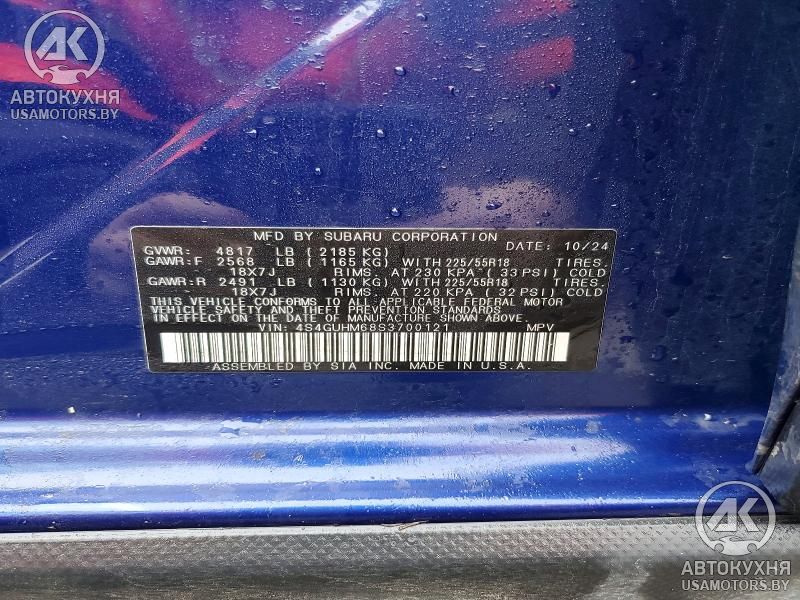 АК
АВТОКУХНЯ
USAMOTORS.BY
MFD BY SUBARU CORPORATION DATE: 10/24
GVWR: 4817 LB ( 2185 KG)
GAWR:F 2568 LB ( 1165 KG) WITH 225/55R18 TIRES.
18X7J RIMS. AT 230 KPA ( 33 PSI) COLD
GAWR:R 2491 LB ( 1130 KG) WITH 225/55R18 TIRES.
18X7J RIMS. AT 220 KPA ( 32 PSI) COLD
THIS VEHICLE CONFORMS TO ALL APPLICABLE FEDERAL MOTOR
VEHICLE SAFETY AND THEFT PREVENTION STANDARDS
IN EFFECT ON THE DATE OF MANUFACTURE SHOWN ABOVE.
VIN: 4S4GUHM68S3700121 MPV
ASSEMBLED BY SIA INC. MADE IN U.S.A.
АК
АВТОКУХНЯ
USAMOTORS.BY